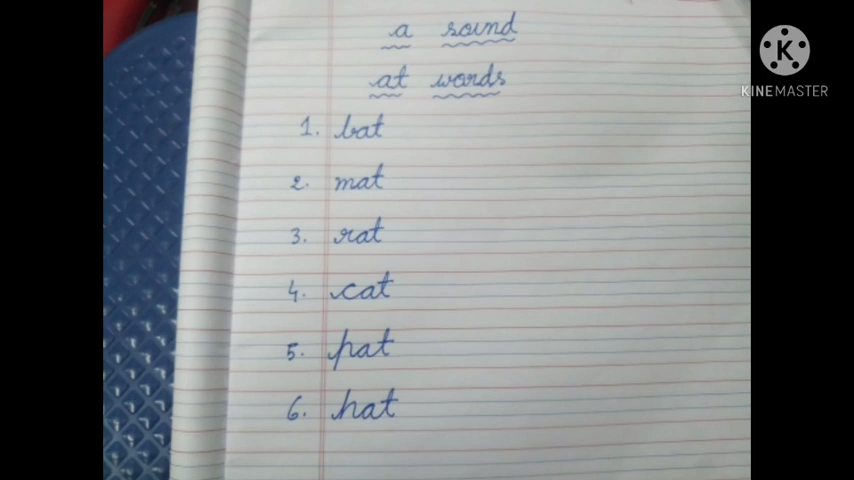 a sound
at words
1. bat
2. mat
3. rat
4. cat
5. pat
6. hat
K
KINEMASTER